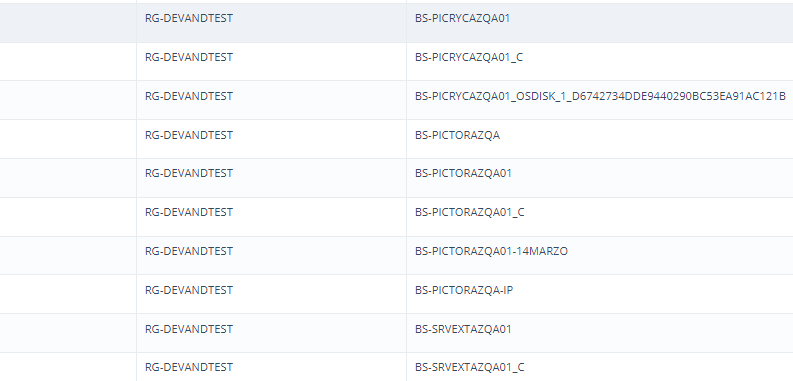 RG-DEVANDTEST BS-PICRYCAZQA01
RG-DEVANDTEST BS-PICRYCAZQA01_C
RG-DEVANDTEST BS-PICRYCAZQA01_OSDISK_1_D6742734DDE9440290BC53EA91AC121B
RG-DEVANDTEST BS-PICTORAZQA
RG-DEVANDTEST BS-PICTORAZQA01
RG-DEVANDTEST BS-PICTORAZQA01_C
RG-DEVANDTEST BS-PICTORAZQA01-14MARZO
RG-DEVANDTEST BS-PICTORAZQA-IP
RG-DEVANDTEST BS-SRVEXTAZQA01
RG-DEVANDTEST BS-SRVEXTAZQA01_C